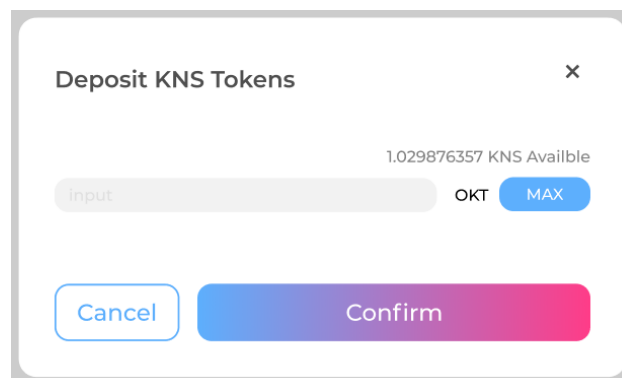 Deposit KNS Tokens ×
1.029876357 KNS Availble
input OKT MAX
Cancel Confirm